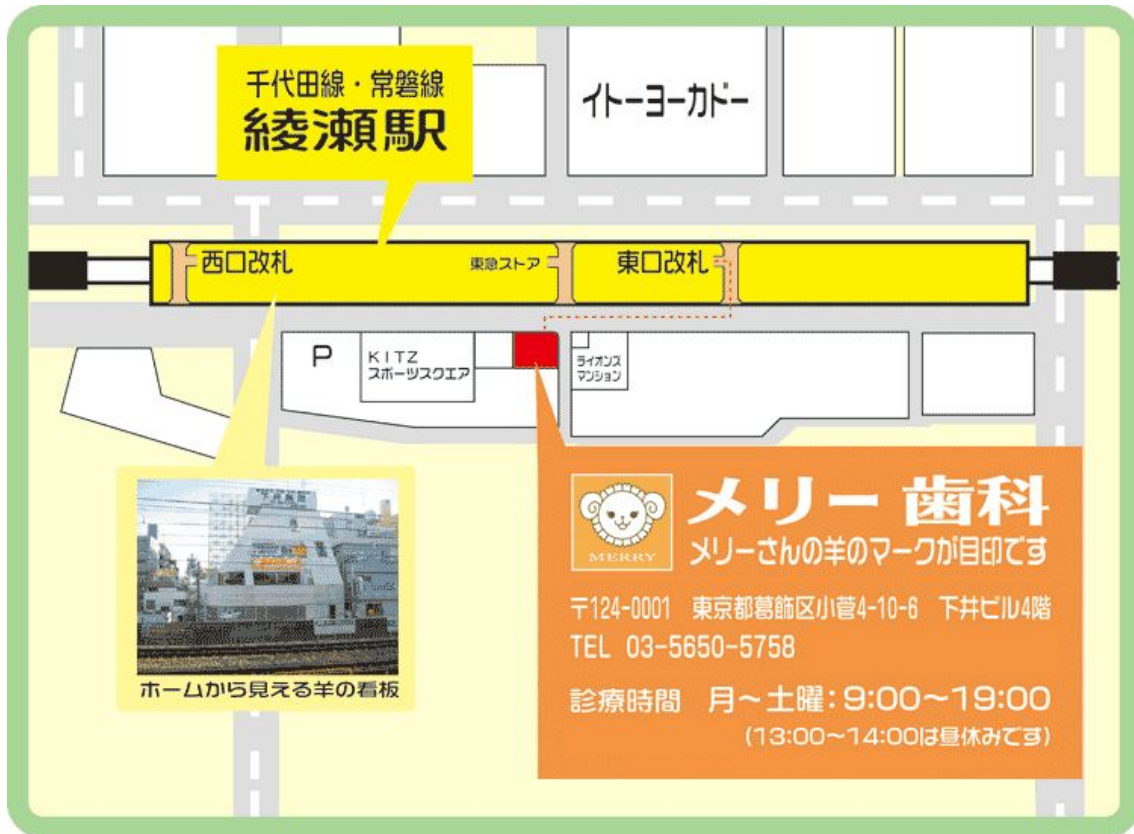 千代田線・常磐線
綾瀬駅
イトーヨーカドー
西口改札
東急ストア
東口改札
P
KITZ
スポーツスクエア
ライオンズ
マンション
MERRY
メリー歯科
メリーさんの羊のマークが目印です
〒124-0001 東京都葛飾区小菅4-10-6 下井ビル4階
TEL 03-5650-5758
診療時間 月～土曜:9:00～19:00
(13:00～14:00は昼休みです)
ホームから見える羊の看板